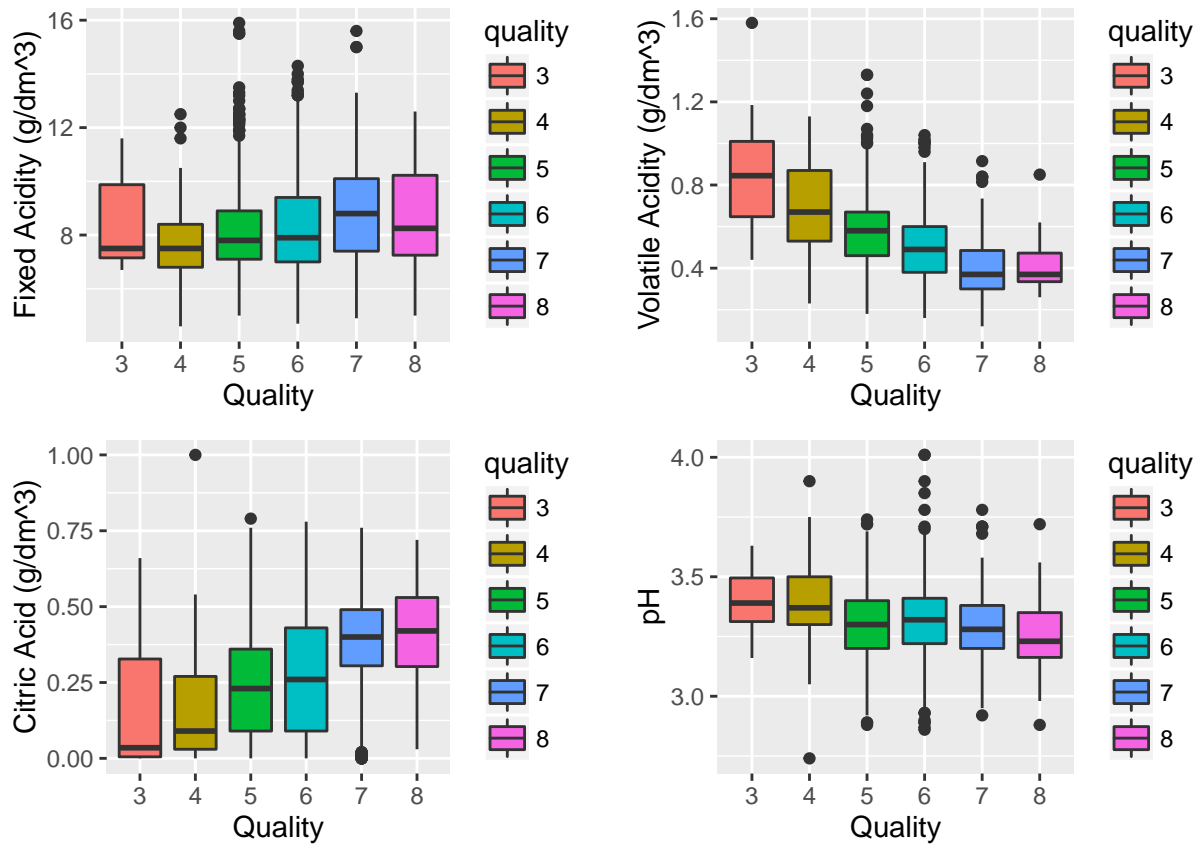 Fixed Acidity (g/dm^3)
16
12
8
3 4 5 6 7 8
Quality
quality
3
4
5
6
7
8
Volatile Acidity (g/dm^3)
1.6
1.2
0.8
0.4
3 4 5 6 7 8
Quality
quality
3
4
5
6
7
8
Citric Acid (g/dm^3)
1.00
0.75
0.50
0.25
0.00
3 4 5 6 7 8
Quality
quality
3
4
5
6
7
8
pH
4.0
3.5
3.0
3 4 5 6 7 8
Quality
quality
3
4
5
6
7
8